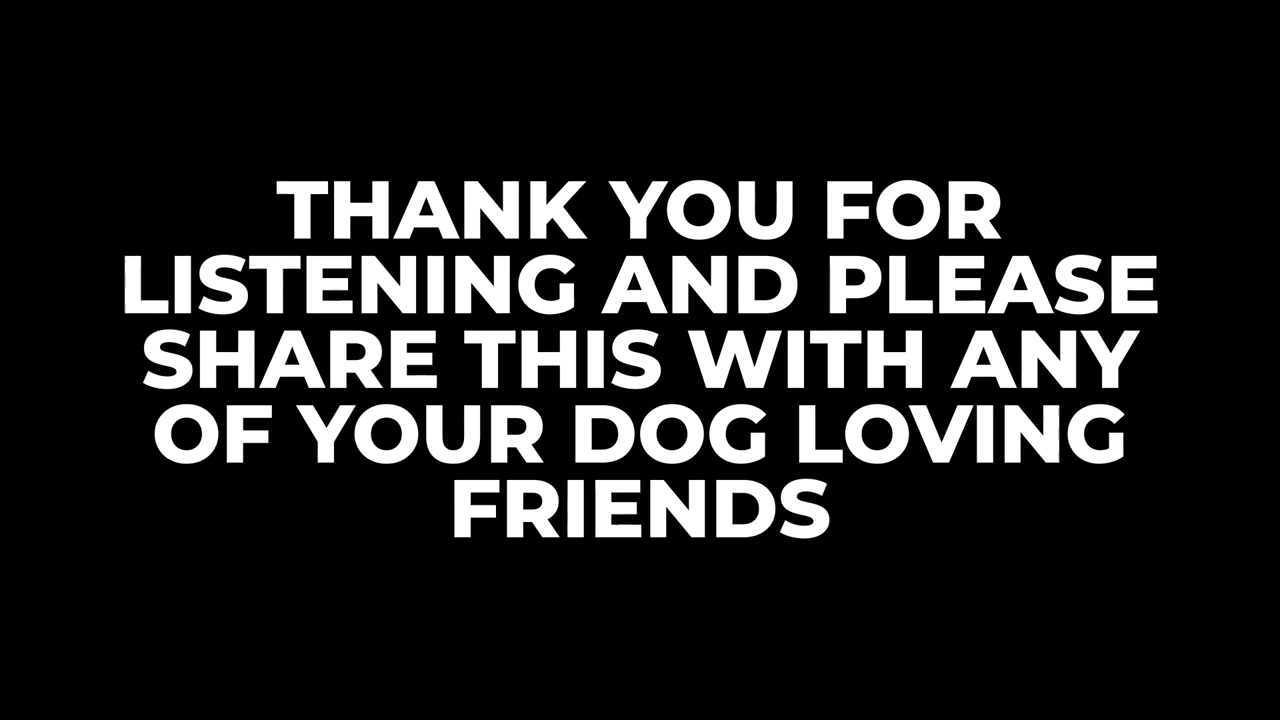 THANK YOU FOR
LISTENING AND PLEASE
SHARE THIS WITH ANY
OF YOUR DOG LOVING
FRIENDS